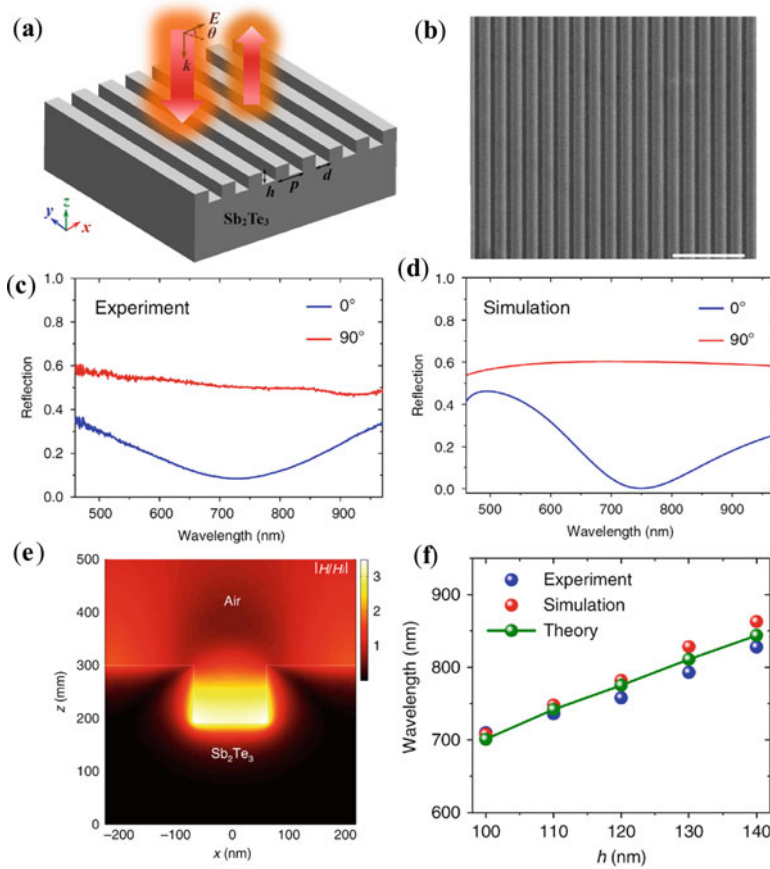 (a)
E
θ
k
h
p
d
Sb₂Te₃
z
y
x
(b)
(c)
Experiment
0°
90°
Reflection
1.0
0.8
0.6
0.4
0.2
0.0
500 600 700 800 900
Wavelength (nm)
(d)
Simulation
0°
90°
Reflection
1.0
0.8
0.6
0.4
0.2
0.0
500 600 700 800 900
Wavelength (nm)
(e)
|H/Hᵢ|
Air
Sb₂Te₃
3
2
1
z (mm)
500
400
300
200
100
0
−200 −100 0 100 200
x (nm)
(f)
Experiment
Simulation
Theory
Wavelength (nm)
900
800
700
600
100 110 120 130 140
h (nm)